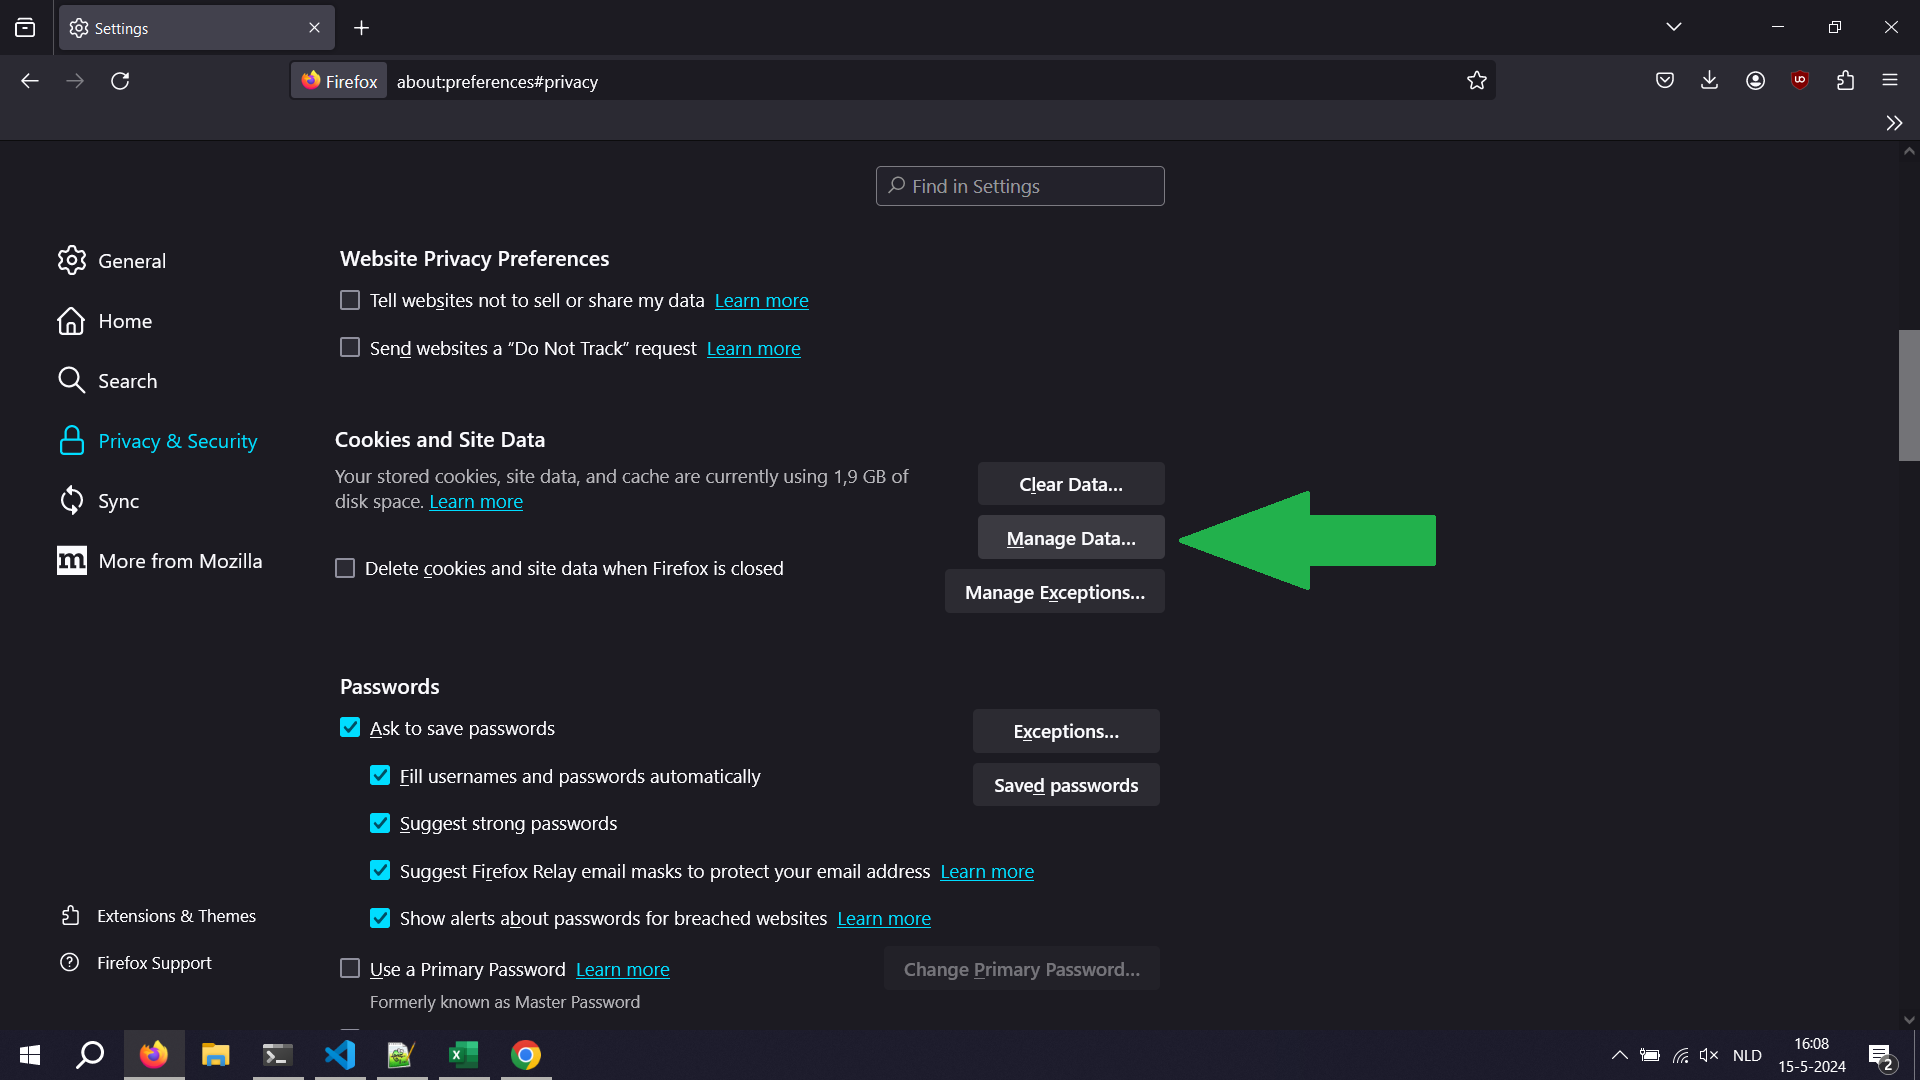 Settings
Firefox about:preferences#privacy
Find in Settings
General
Home
Search
Privacy & Security
Sync
More from Mozilla
Extensions & Themes
Firefox Support
Website Privacy Preferences
Tell websites not to sell or share my data Learn more
Send websites a “Do Not Track” request Learn more
Cookies and Site Data
Your stored cookies, site data, and cache are currently using 1,9 GB of
disk space. Learn more
Clear Data...
Manage Data...
Delete cookies and site data when Firefox is closed
Manage Exceptions...
Passwords
Ask to save passwords
Exceptions...
Fill usernames and passwords automatically
Saved passwords
Suggest strong passwords
Suggest Firefox Relay email masks to protect your email address Learn more
Show alerts about passwords for breached websites Learn more
Use a Primary Password Learn more
Change Primary Password...
Formerly known as Master Password
NLD
16:08
15-5-2024
2